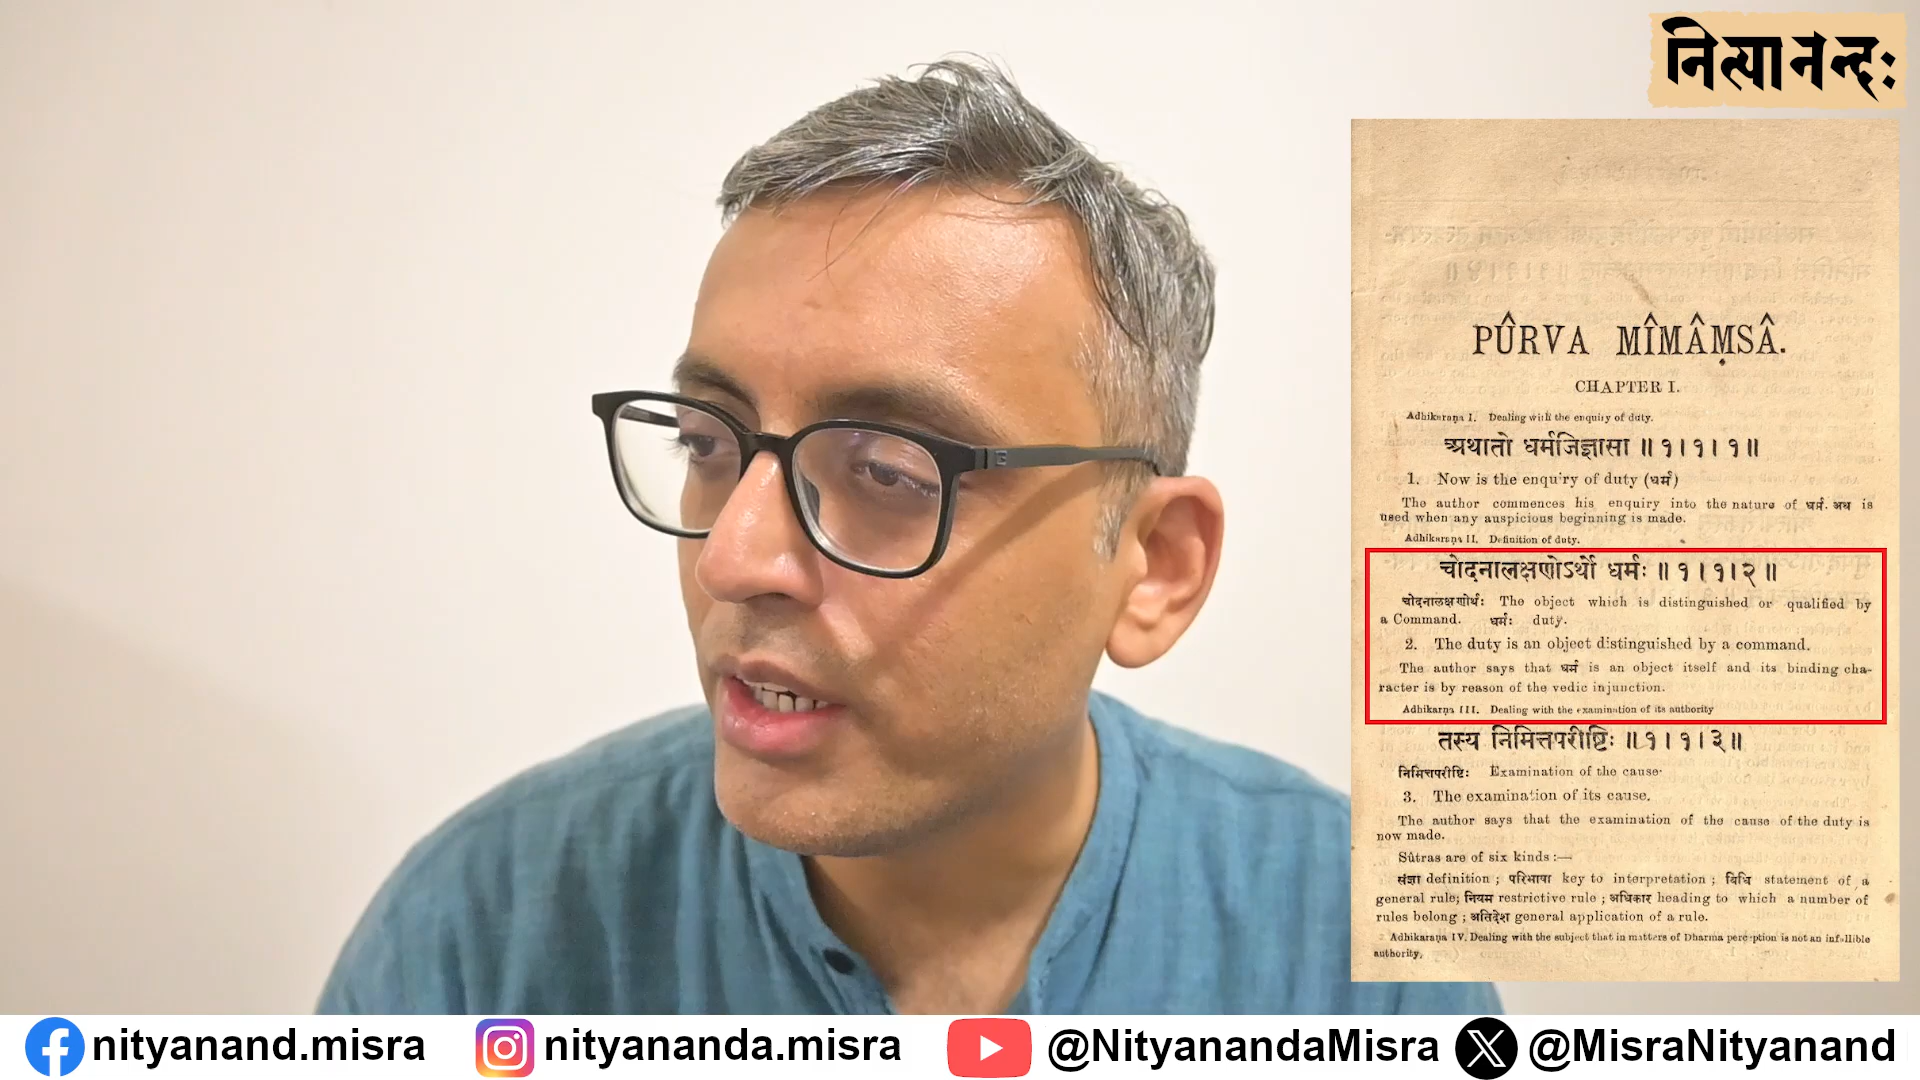 नित्यानन्दः
PÛRVA MÎMÂṂSÂ.
CHAPTER I.
Adhikaraṇa I. Dealing with the enquiry of duty.
अथातो धर्मजिज्ञासा ॥ १ । १ । १ ॥
1. Now is the enquiry of duty (धर्म)
The author commences his enquiry into the nature of धर्म. अथ is
used when any auspicious beginning is made.
Adhikaraṇa II. Definition of duty.
चोदनालक्षणोऽर्थो धर्मः ॥ १ । १ । २ ॥
चोदनालक्षणोर्थः The object which is distinguished or qualified by
a Command. धर्मः duty.
2. The duty is an object distinguished by a command.
The author says that धर्म is an object itself and its binding cha-
racter is by reason of the vedic injunction.
Adhikarṇa III. Dealing with the examination of its authority
तस्य निमित्तपरीष्टिः ॥ १ । १ । ३ ॥
निमित्तपरीष्टिः Examination of the cause.
3. The examination of its cause.
The author says that the examination of the cause of the duty is
now made.
Sûtras are of six kinds :—
संज्ञा definition ; परिभाषा key to interpretation ; विधि statement of a
general rule; नियम restrictive rule ; अधिकार heading to which a number of
rules belong ; अतिदेश general application of a rule.
Adhikaraṇa IV. Dealing with the subject that in matters of Dharma perception is not an infallible
authority,
nityanand.misra nityananda.misra @NityanandaMisra @MisraNityanand